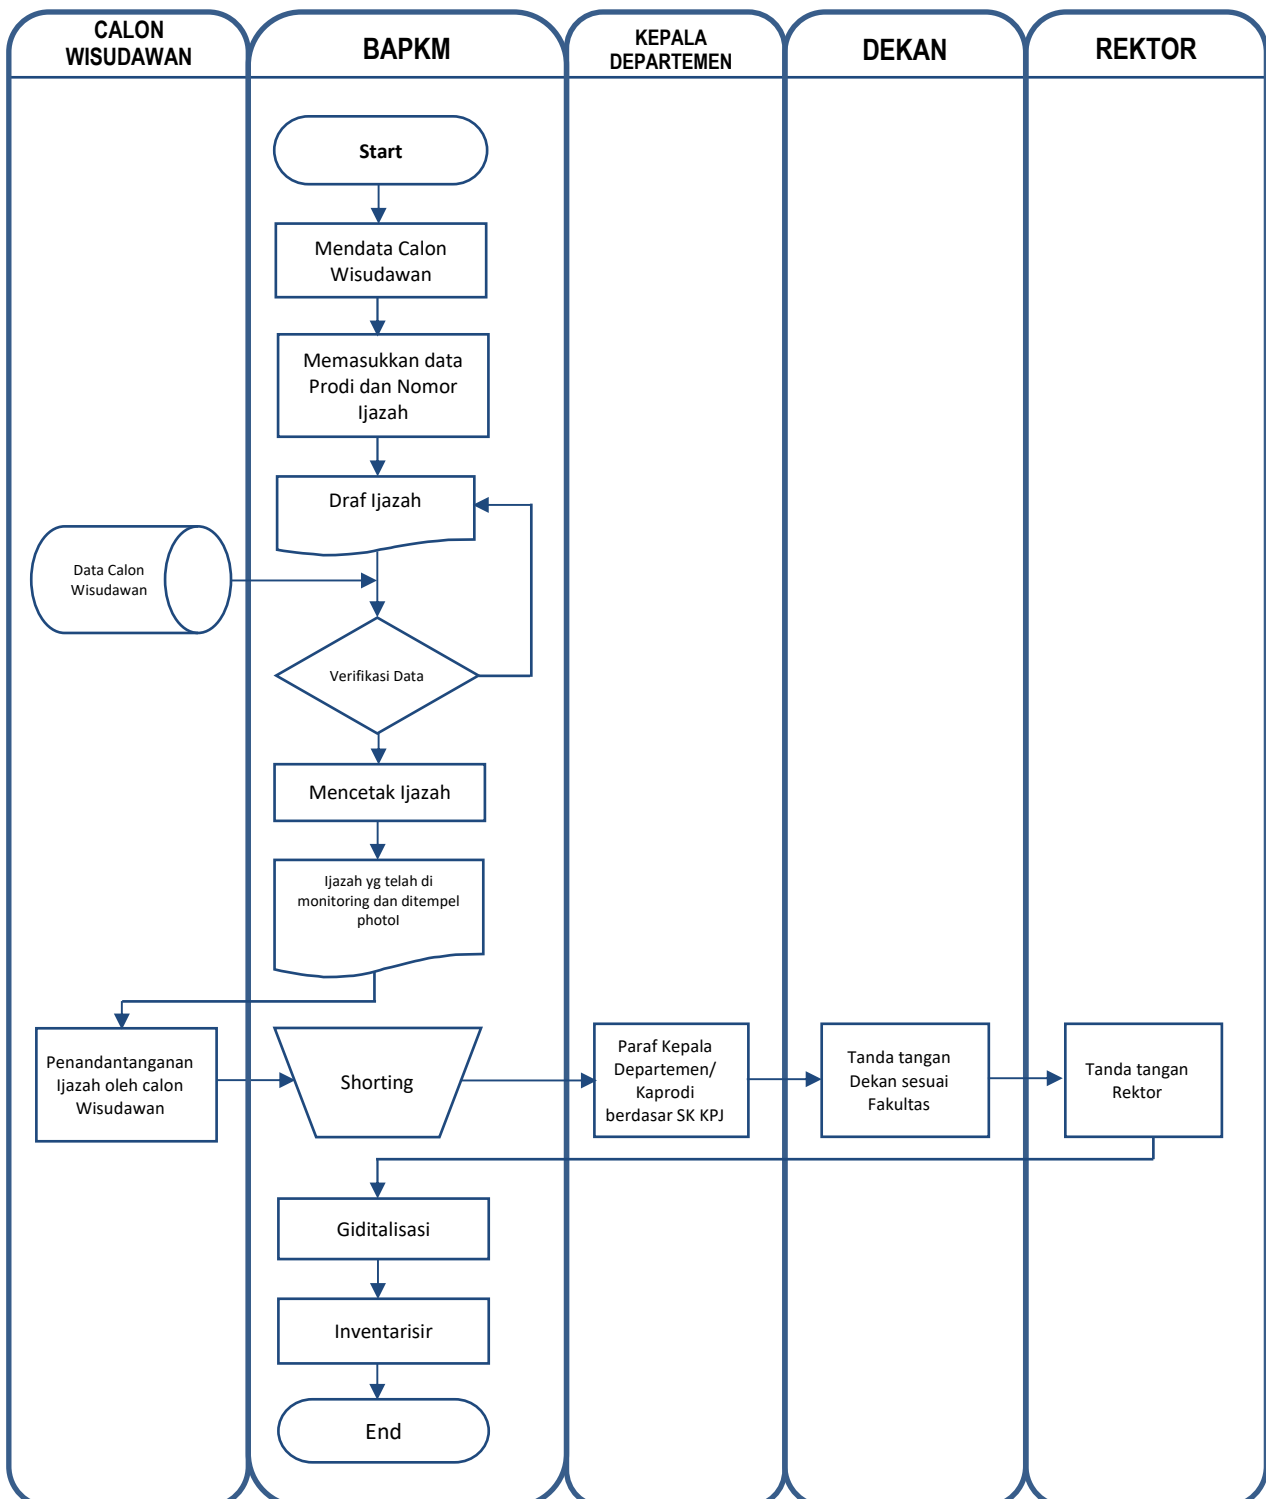 CALON
WISUDAWAN
BAPKM
KEPALA
DEPARTEMEN
DEKAN
REKTOR
Start
Mendata Calon
Wisudawan
Memasukkan data
Prodi dan Nomor
Ijazah
Draf Ijazah
Data Calon
Wisudawan
Verifikasi Data
Mencetak Ijazah
Ijazah yg telah di
monitoring dan ditempel
photol
Penandantanganan
Ijazah oleh calon
Wisudawan
Shorting
Paraf Kepala
Departemen/
Kaprodi
berdasar SK KPJ
Tanda tangan
Dekan sesuai
Fakultas
Tanda tangan
Rektor
Giditalisasi
Inventarisir
End